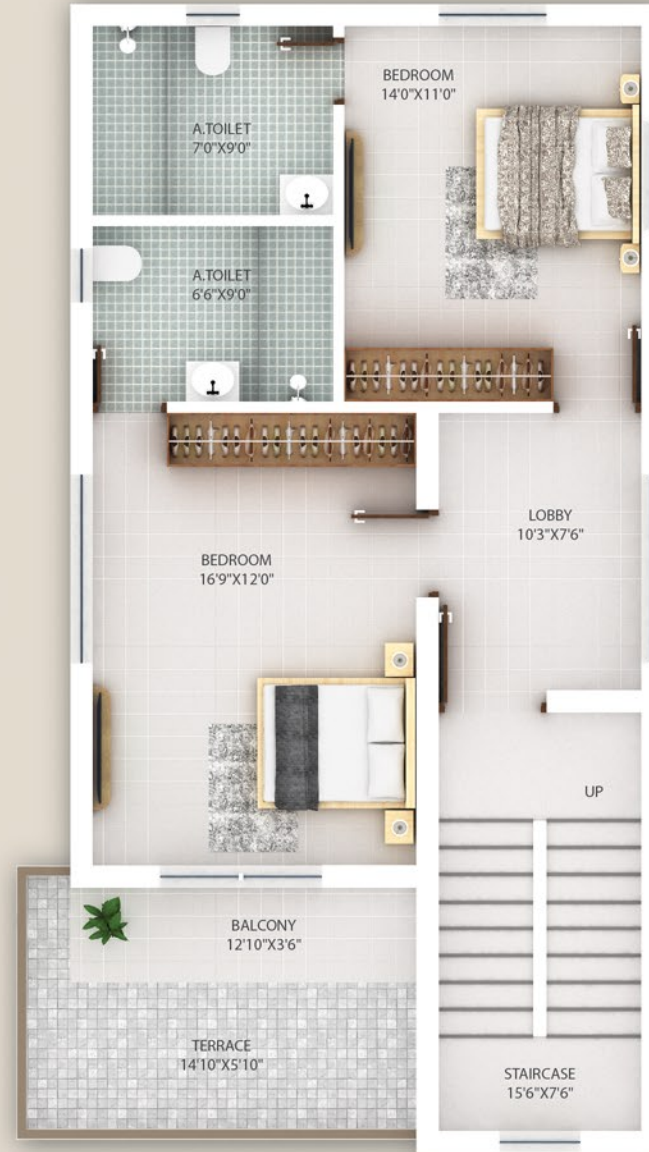 BEDROOM
14'0"X11'0"
A.TOILET
7'0"X9'0"
A.TOILET
6'6"X9'0"
LOBBY
10'3"X7'6"
BEDROOM
16'9"X12'0"
UP
BALCONY
12'10"X3'6"
TERRACE
14'10"X5'10"
STAIRCASE
15'6"X7'6"